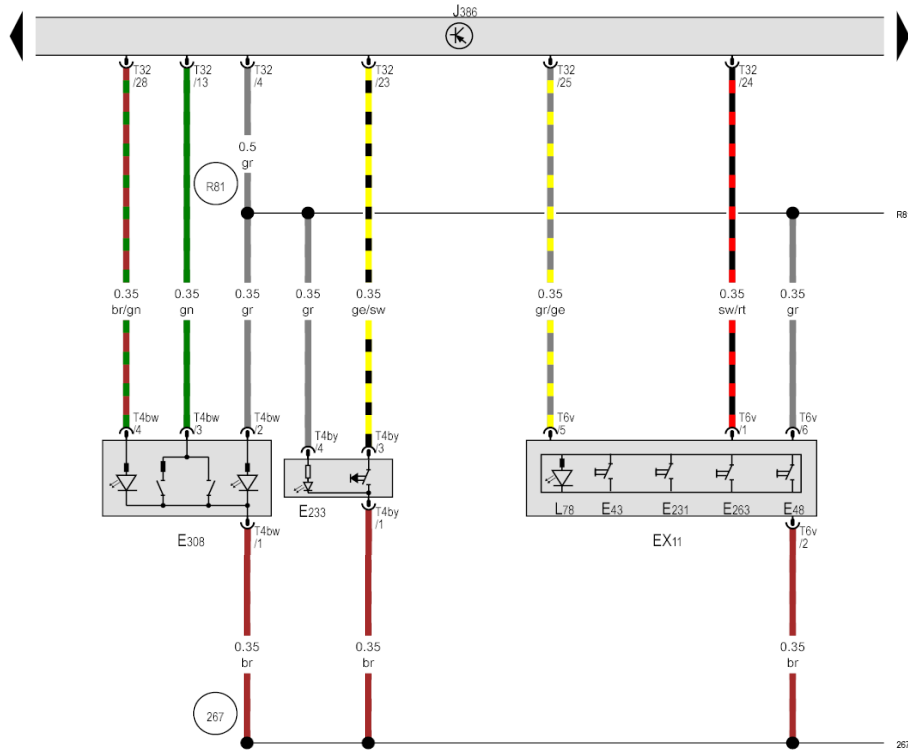 J386
T32 T32 T32 T32 T32 T32
/28 /13 /4 /23 /25 /24
0.5
gr
R81
R8
0.35 0.35 0.35 0.35 0.35 0.35 0.35 0.35
br/gn gn gr gr ge/sw gr/ge sw/rt gr
T4bw T4bw T4bw T6v T6v T6v
/4 /3 /2 /5 /1 /6
T4by T4by
/4 /3
L78 E43 E231 E263 E48
E233 T4by
/1
T4bw T6v
/1 /2
E308 EX11
0.35 0.35 0.35
br br br
267
267